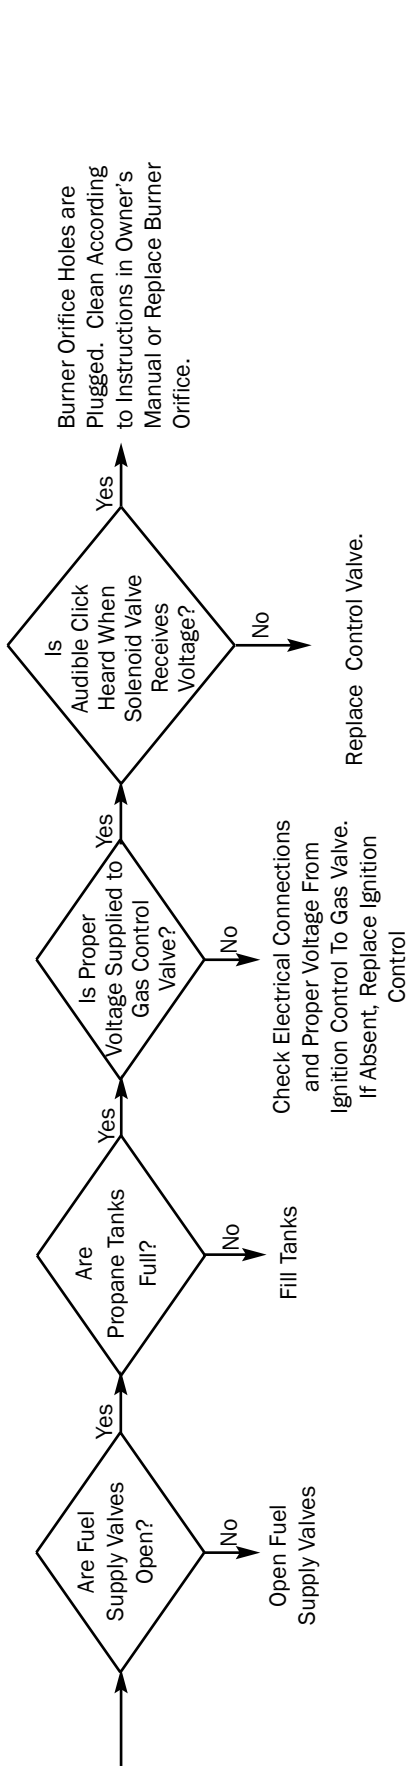 Are Fuel
Supply Valves
Open?
Yes
No
Open Fuel
Supply Valves
Are
Propane Tanks
Full?
Yes
No
Fill Tanks
Is Proper
Voltage Supplied to
Gas Control
Valve?
Yes
No
Check Electrical Connections
and Proper Voltage From
Ignition Control To Gas Valve.
If Absent, Replace Ignition
Control
Is
Audible Click
Heard When
Solenoid Valve
Receives
Voltage?
Yes
No
Replace Control Valve.
Burner Orifice Holes are
Plugged. Clean According
to Instructions in Owner's
Manual or Replace Burner
Orifice.